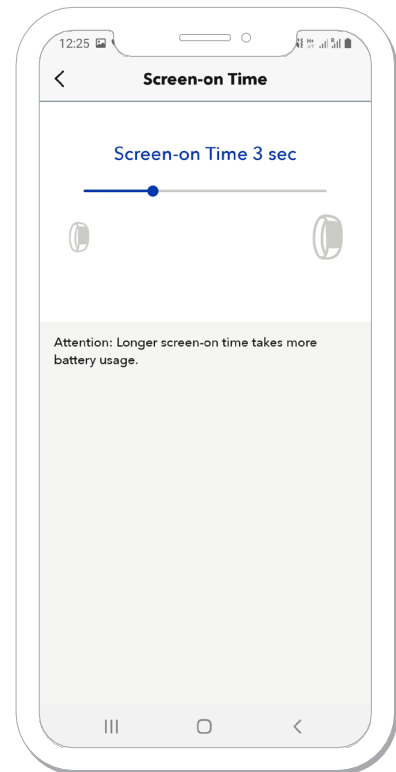 12:25
Screen-on Time
Screen-on Time 3 sec
Attention: Longer screen-on time takes more
battery usage.